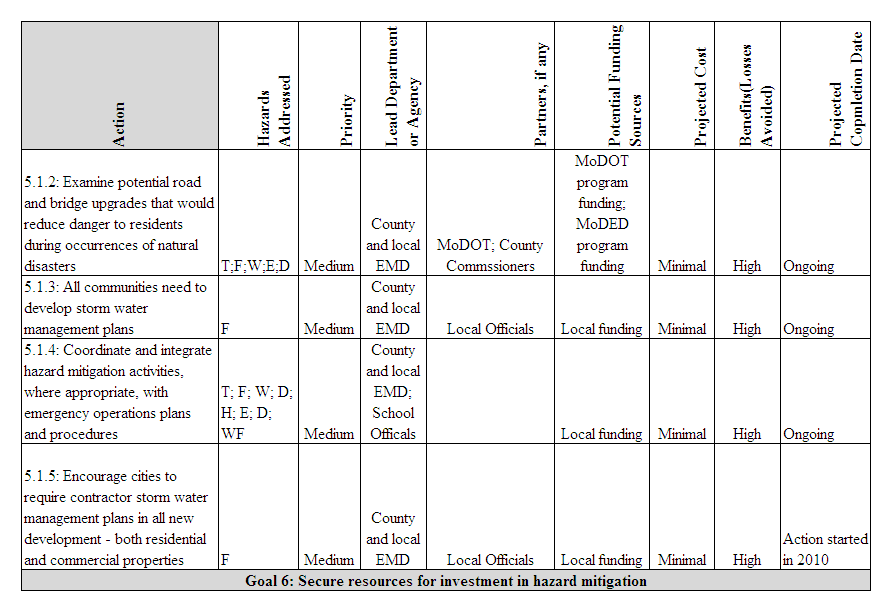 Action
Hazards
Addressed
Priority
Lead Department
or Agency
Partners, if any
Potential Funding
Sources
Projected Cost
Benefits(Losses
Avoided)
Projected
Copmletion Date
5.1.2: Examine potential road
and bridge upgrades that would
reduce danger to residents
during occurrences of natural
disasters
T;F;W;E;D
Medium
County
and local
EMD
MoDOT; County
Commssioners
MoDOT
program
funding;
MoDED
program
funding
Minimal
High
Ongoing
5.1.3: All communities need to
develop storm water
management plans
F
Medium
County
and local
EMD
Local Officials
Local funding
Minimal
High
Ongoing
5.1.4: Coordinate and integrate
hazard mitigation activities,
where appropriate, with
emergency operations plans
and procedures
T; F; W; D;
H; E; D;
WF
Medium
County
and local
EMD;
School
Officals
Local funding
Minimal
High
Ongoing
5.1.5: Encourage cities to
require contractor storm water
management plans in all new
development - both residential
and commercial properties
F
Medium
County
and local
EMD
Local Officials
Local funding
Minimal
High
Action started
in 2010
Goal 6: Secure resources for investment in hazard mitigation